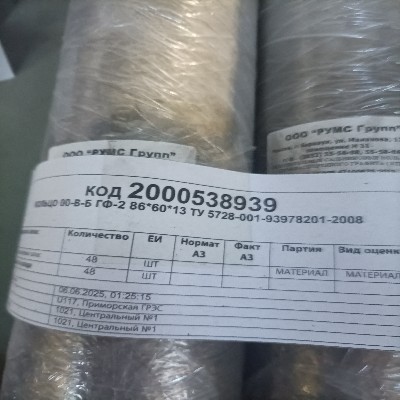 ООО "РУМС Групп"
ООО "РУМС Групп"
КОД 2000538939
КОЛЬЦО 90-В-Б ГФ-2 86*60*13 ТУ 5728-001-93978201-2008
Количество ЕИ Нормат АЗ Факт АЗ Партия Вид оценки
48 ШТ МАТЕРИАЛ МАТЕРИАЛ
48 ШТ
06.06.2025, 01:25:15
U117, Приморская ГРЭС
1021, Центральный №1
1021, Центральный №1